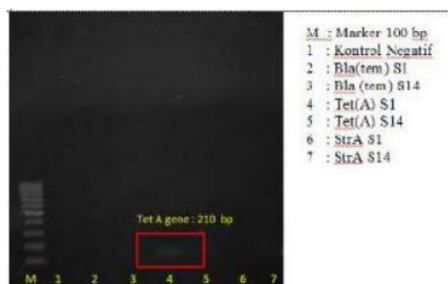 M : Marker 100 bp
1 : Kontrol Negatif
2 : Bla(tem) S1
3 : Bla (tem) S14
4 : Tet(A) S1
5 : Tet(A) S14
6 : StrA S1
7 : StrA S14
Tet A gene : 210 bp
M 1 2 3 4 5 6 7